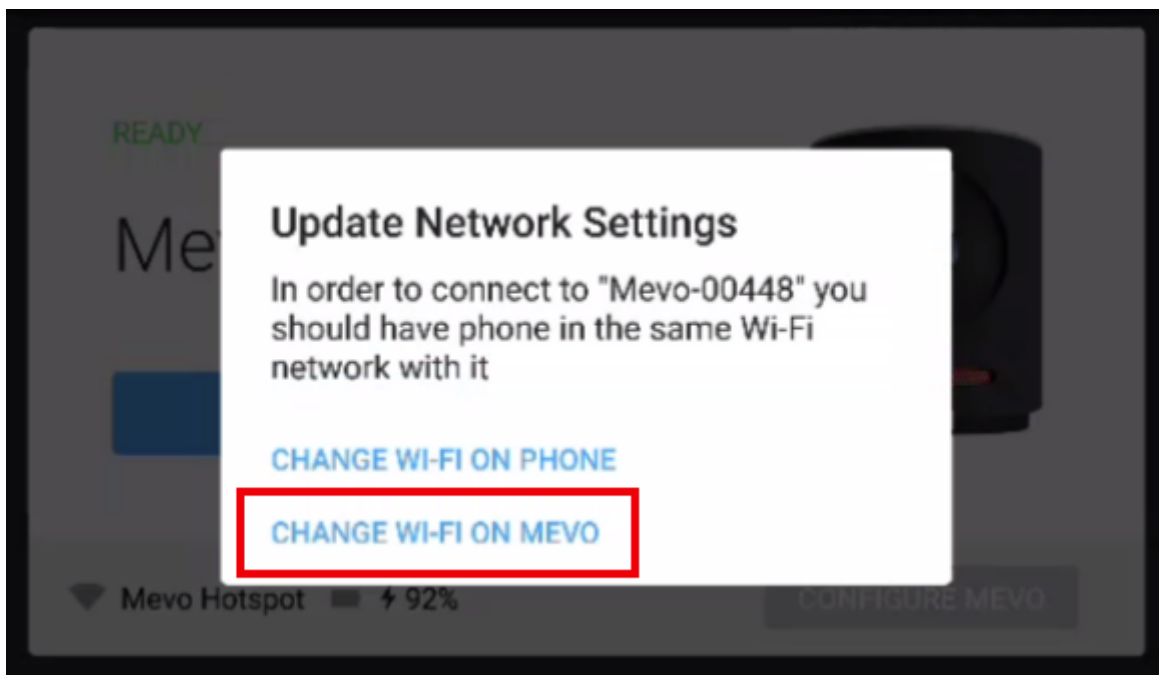 READY
Me
Update Network Settings
In order to connect to "Mevo-00448" you
should have phone in the same Wi-Fi
network with it
CHANGE WI-FI ON PHONE
CHANGE WI-FI ON MEVO
Mevo Hotspot 92%
CONFIGURE MEVO